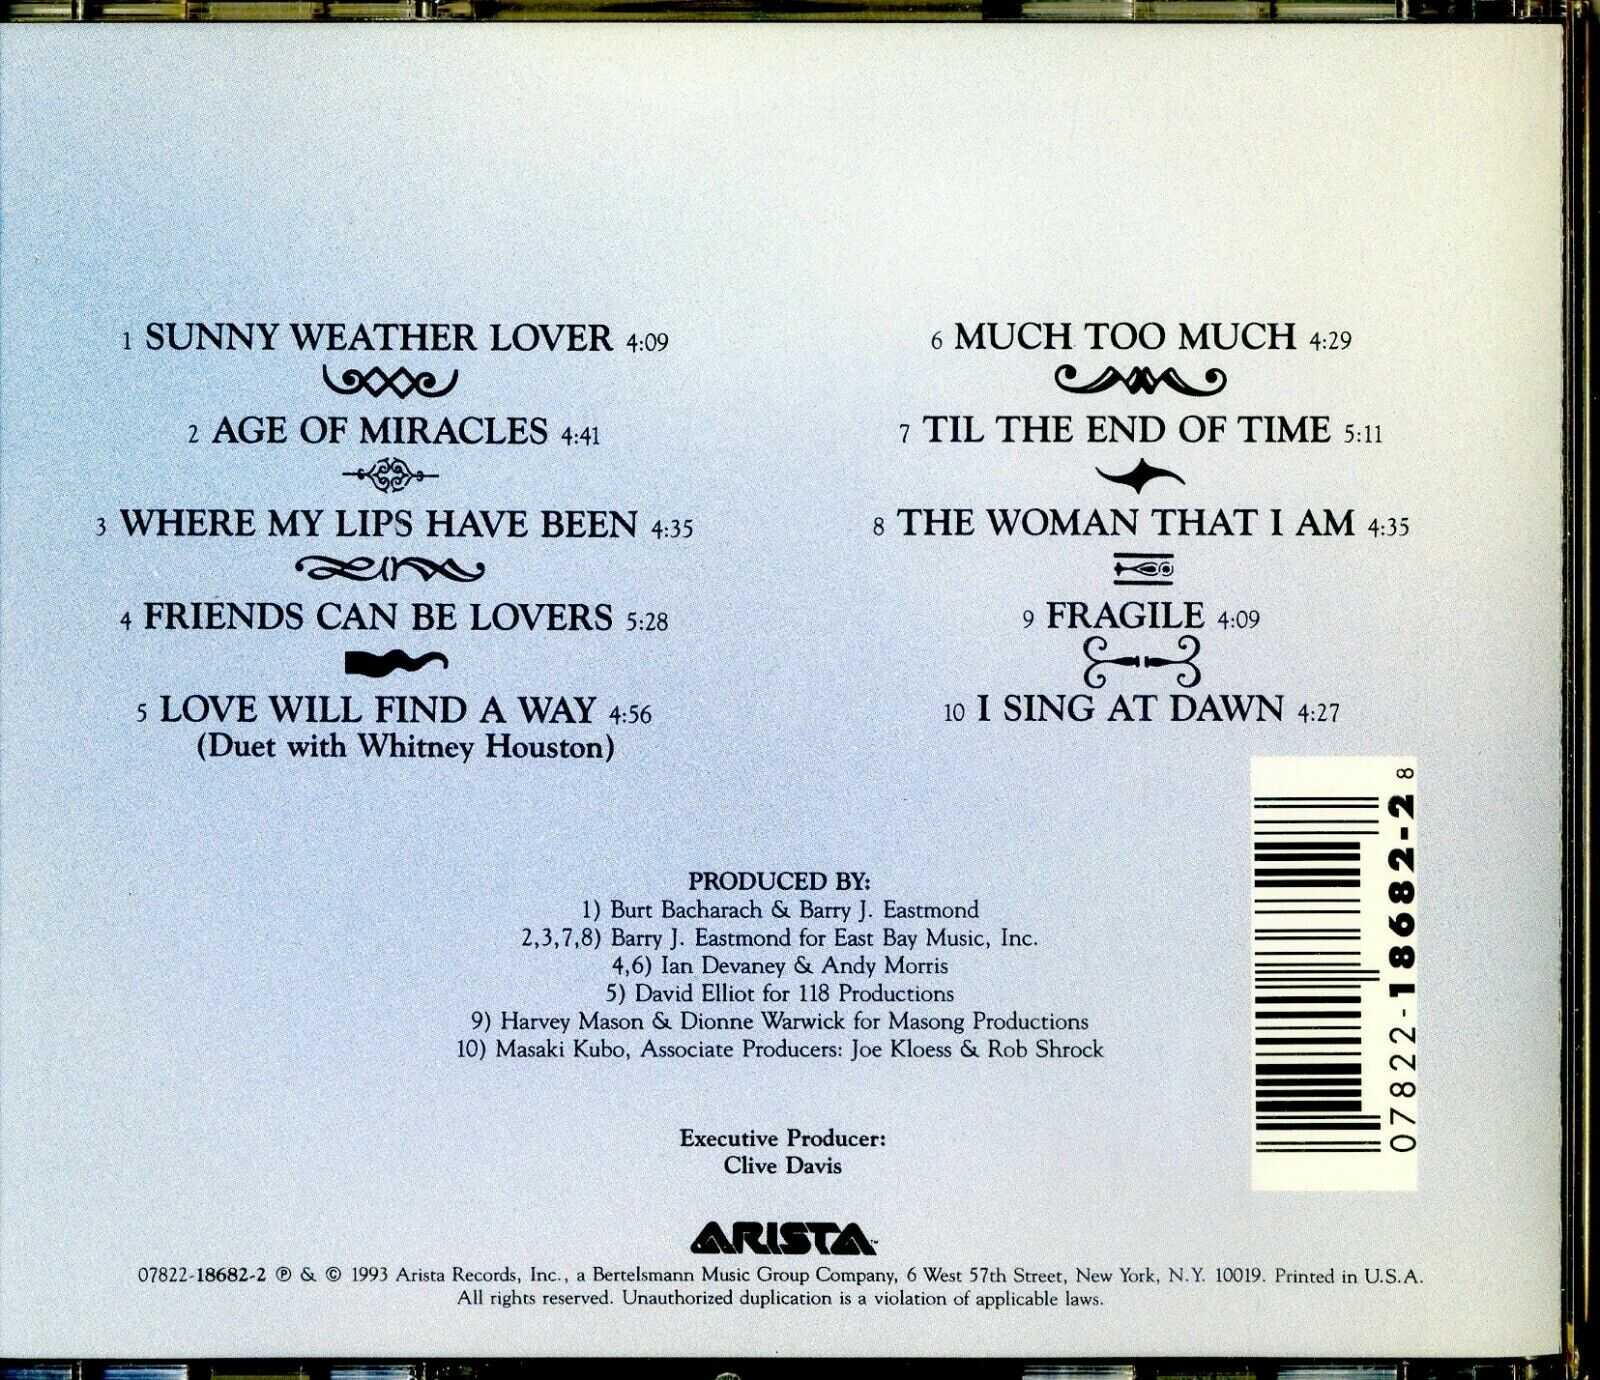 1 SUNNY WEATHER LOVER 4:09
2 AGE OF MIRACLES 4:41
3 WHERE MY LIPS HAVE BEEN 4:35
4 FRIENDS CAN BE LOVERS 5:28
5 LOVE WILL FIND A WAY 4:56
(Duet with Whitney Houston)
6 MUCH TOO MUCH 4:29
7 TIL THE END OF TIME 5:11
8 THE WOMAN THAT I AM 4:35
9 FRAGILE 4:09
10 I SING AT DAWN 4:27
PRODUCED BY:
1) Burt Bacharach & Barry J. Eastmond
2,3,7,8) Barry J. Eastmond for East Bay Music, Inc.
4,6) Ian Devaney & Andy Morris
5) David Elliot for 118 Productions
9) Harvey Mason & Dionne Warwick for Masong Productions
10) Masaki Kubo, Associate Producers: Joe Kloess & Rob Shrock
Executive Producer:
Clive Davis
07822-18682-2 8
ARISTA™
07822-18682-2 ℗ & © 1993 Arista Records, Inc., a Bertelsmann Music Group Company, 6 West 57th Street, New York, N.Y. 10019. Printed in U.S.A.
All rights reserved. Unauthorized duplication is a violation of applicable laws.